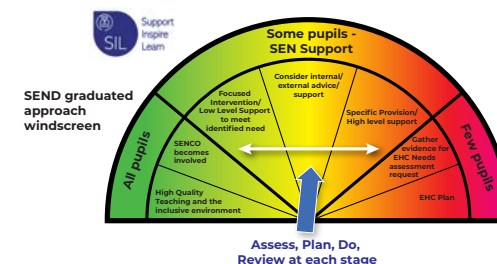 SIL
Support
Inspire
Learn
SEND graduated
approach
windscreen
Some pupils -
SEN Support
All pupils
Few pupils
High Quality
Teaching and the
inclusive environment
SENCO
becomes
involved
Focused
Intervention/
Low Level Support
to meet
identified need
Consider internal/
external advice/
support
Specific Provision/
High level support
Gather
evidence for
EHC Needs
assessment
request
EHC Plan
Assess, Plan, Do,
Review at each stage